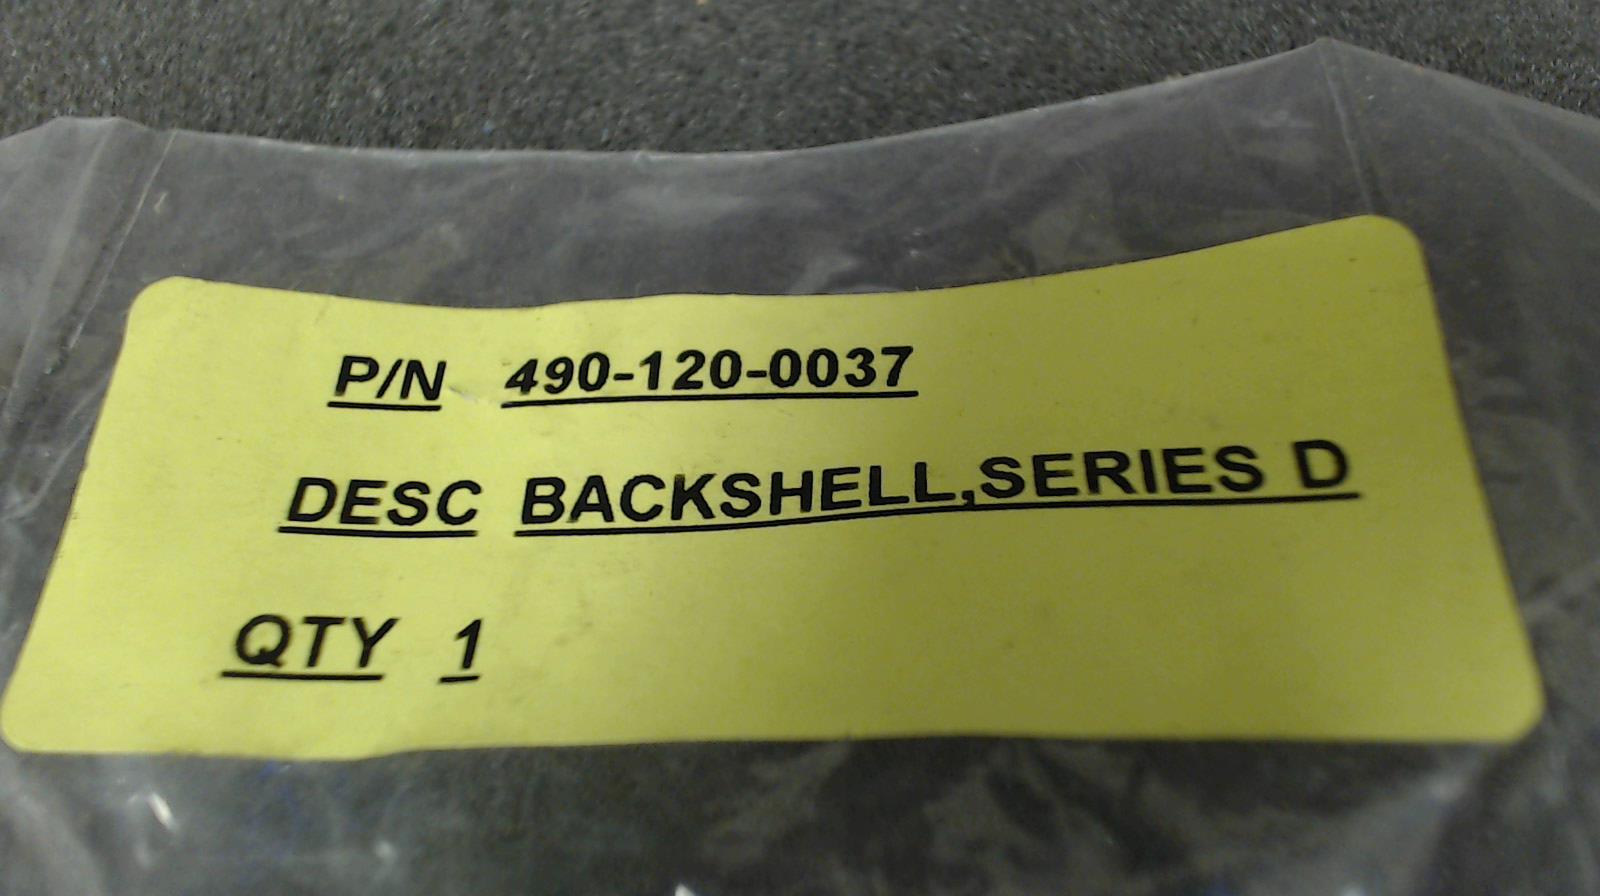 P/N 490-120-0037
DESC BACKSHELL,SERIES D
QTY 1